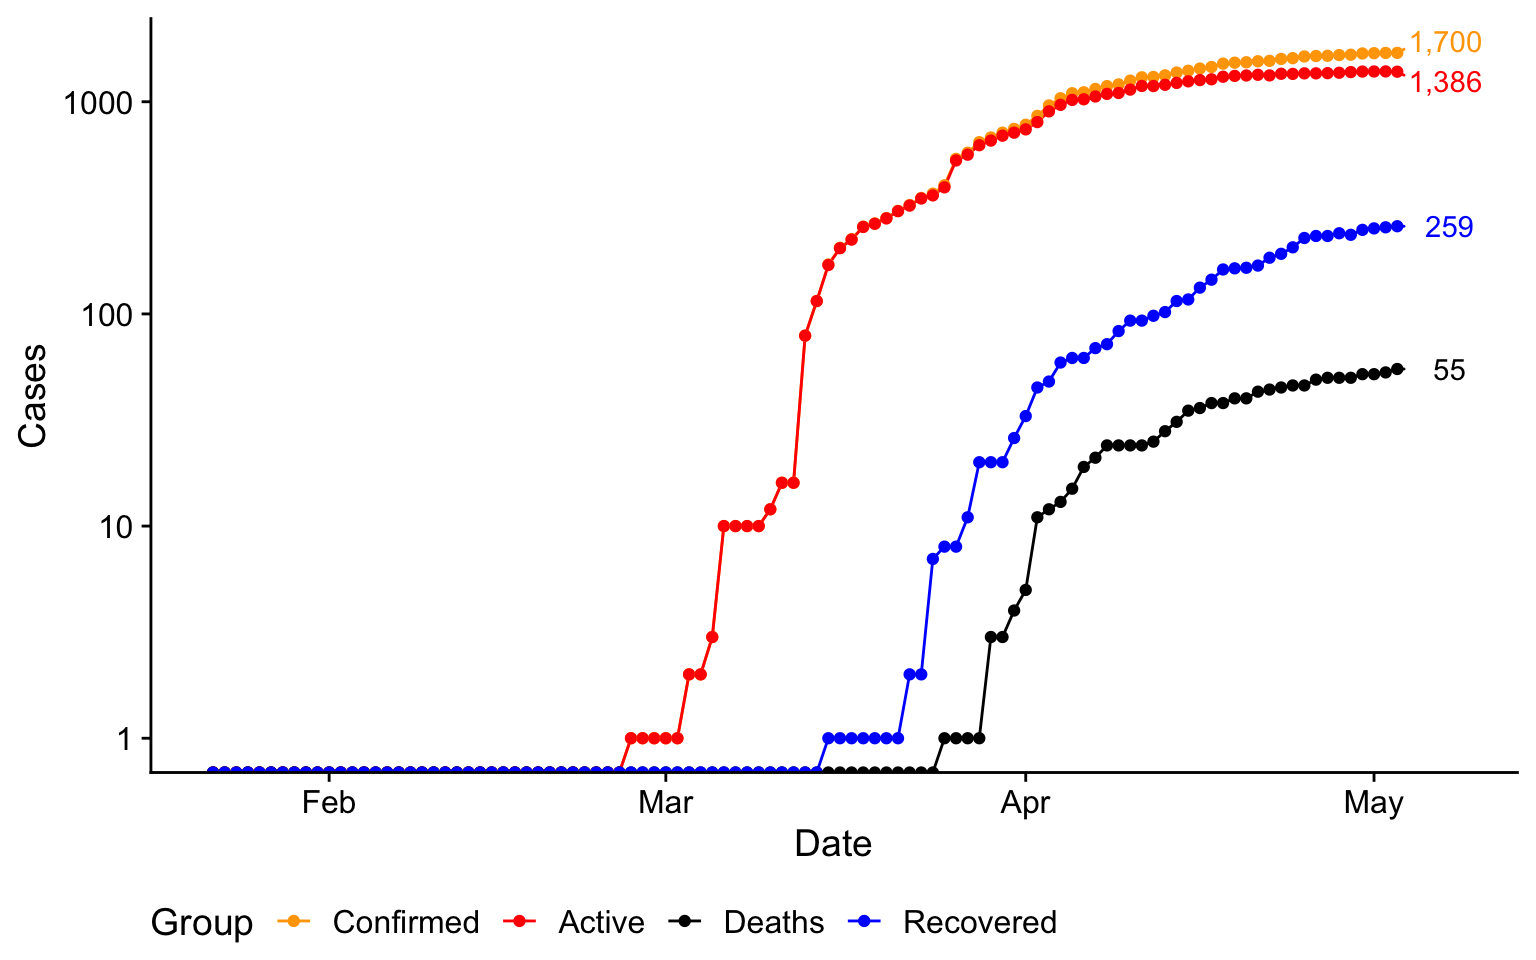 1,700
1,386
259
55
1000
100
10
1
Cases
Feb Mar Apr May
Date
Group Confirmed Active Deaths Recovered